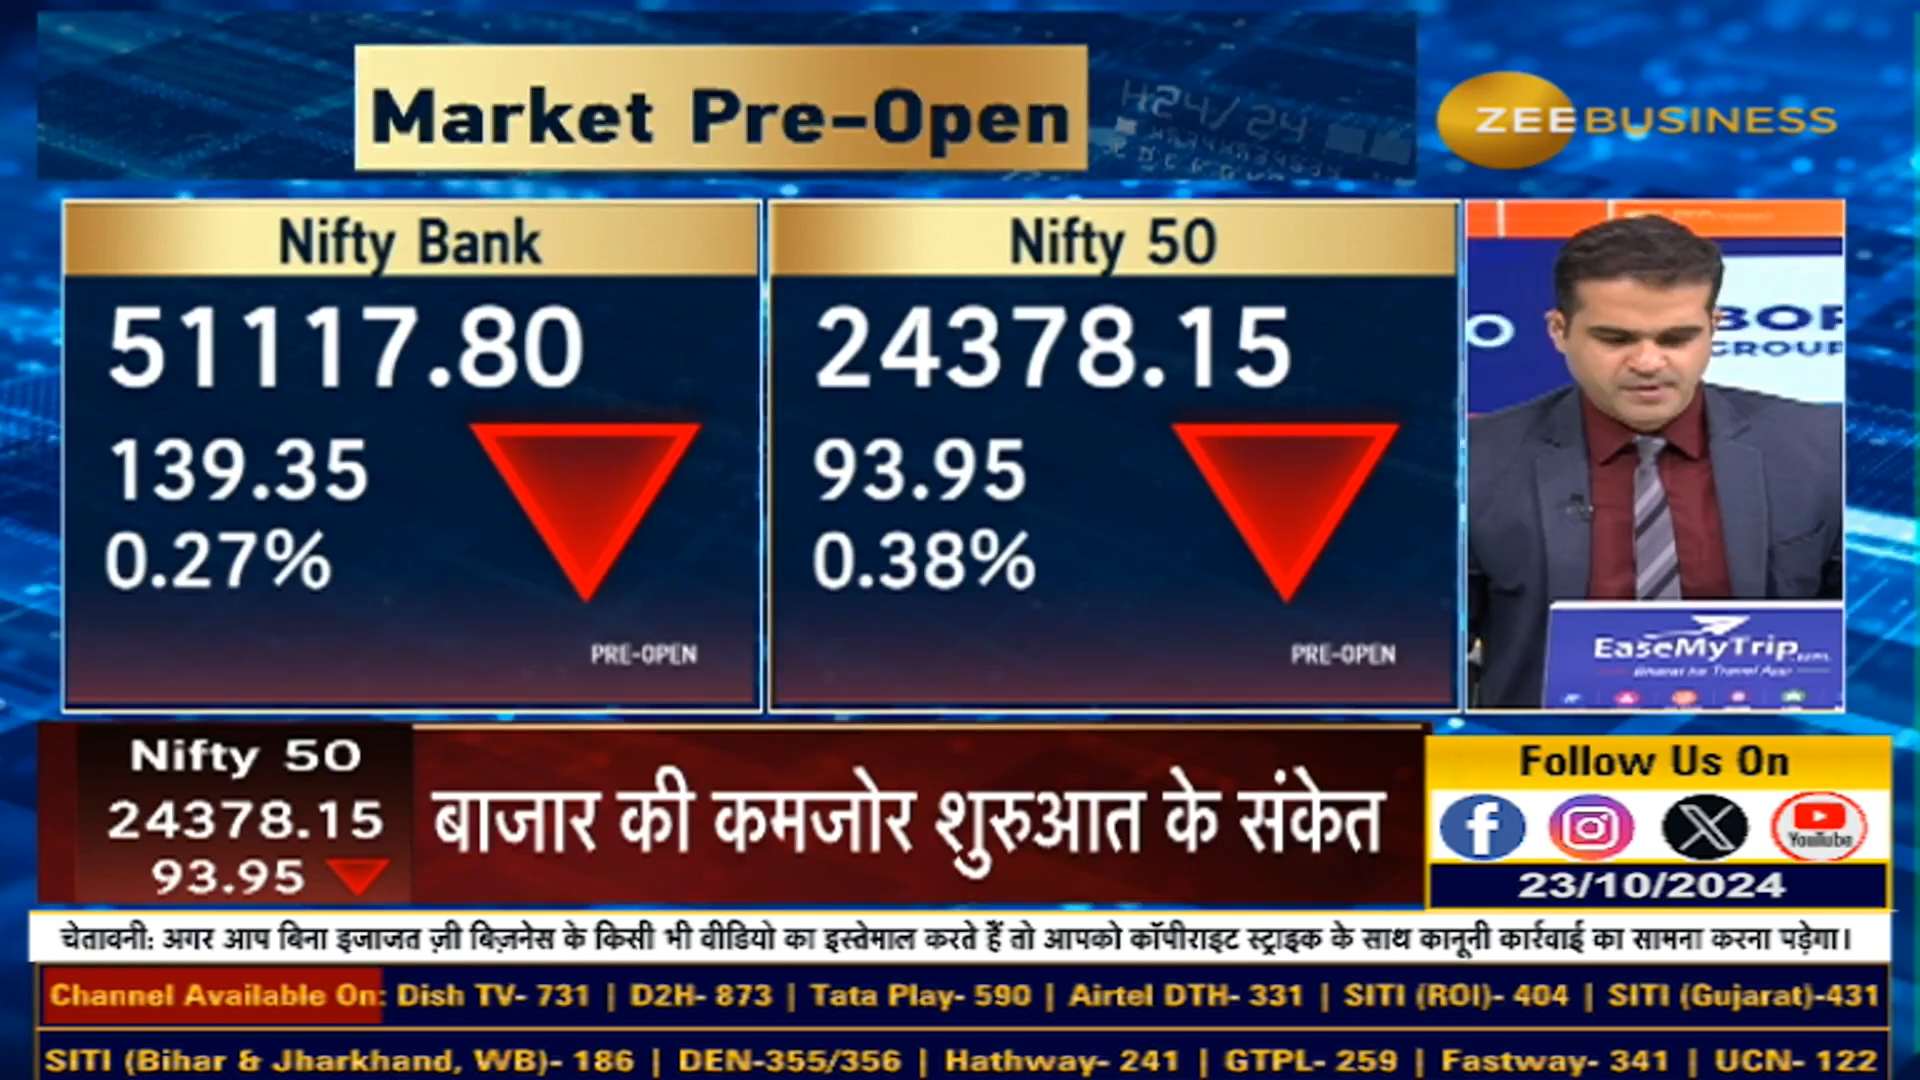 Market Pre-Open
ZEEBUSINESS
Nifty Bank
51117.80
139.35
0.27%
PRE-OPEN
Nifty 50
24378.15
93.95
0.38%
PRE-OPEN
GROUP
EaseMyTrip.com
Nifty 50
24378.15
93.95
बाजार की कमजोर शुरुआत के संकेत
Follow Us On
YouTube
23/10/2024
चेतावनी: अगर आप बिना इजाजत ज़ी बिज़नेस के किसी भी वीडियो का इस्तेमाल करते हैं तो आपको कॉपीराइट स्ट्राइक के साथ कानूनी कार्रवाई का सामना करना पड़ेगा।
Channel Available On: Dish TV- 731 | D2H- 873 | Tata Play- 590 | Airtel DTH- 331 | SITI (ROI)- 404 | SITI (Gujarat)-431
SITI (Bihar & Jharkhand, WB)- 186 | DEN-355/356 | Hathway- 241 | GTPL- 259 | Fastway- 341 | UCN- 122